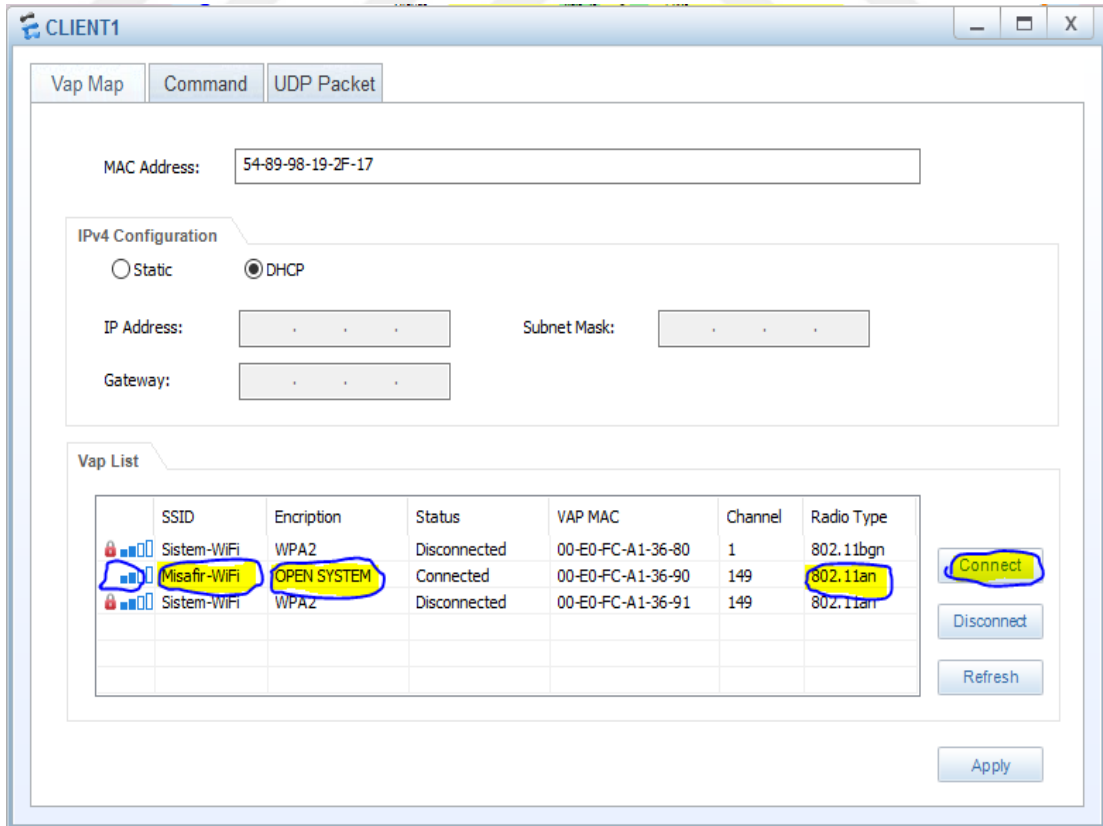 CLIENT1
X
Vap Map Command UDP Packet
MAC Address: 54-89-98-19-2F-17
IPv4 Configuration
Static DHCP
IP Address: . . . Subnet Mask: . . .
Gateway: . . .
Vap List
SSID Encription Status VAP MAC Channel Radio Type
Sistem-WiFi WPA2 Disconnected 00-E0-FC-A1-36-80 1 802.11bgn
Misafir-WiFi OPEN SYSTEM Connected 00-E0-FC-A1-36-90 149 802.11an
Sistem-WiFi WPA2 Disconnected 00-E0-FC-A1-36-91 149 802.11an
Connect
Disconnect
Refresh
Apply